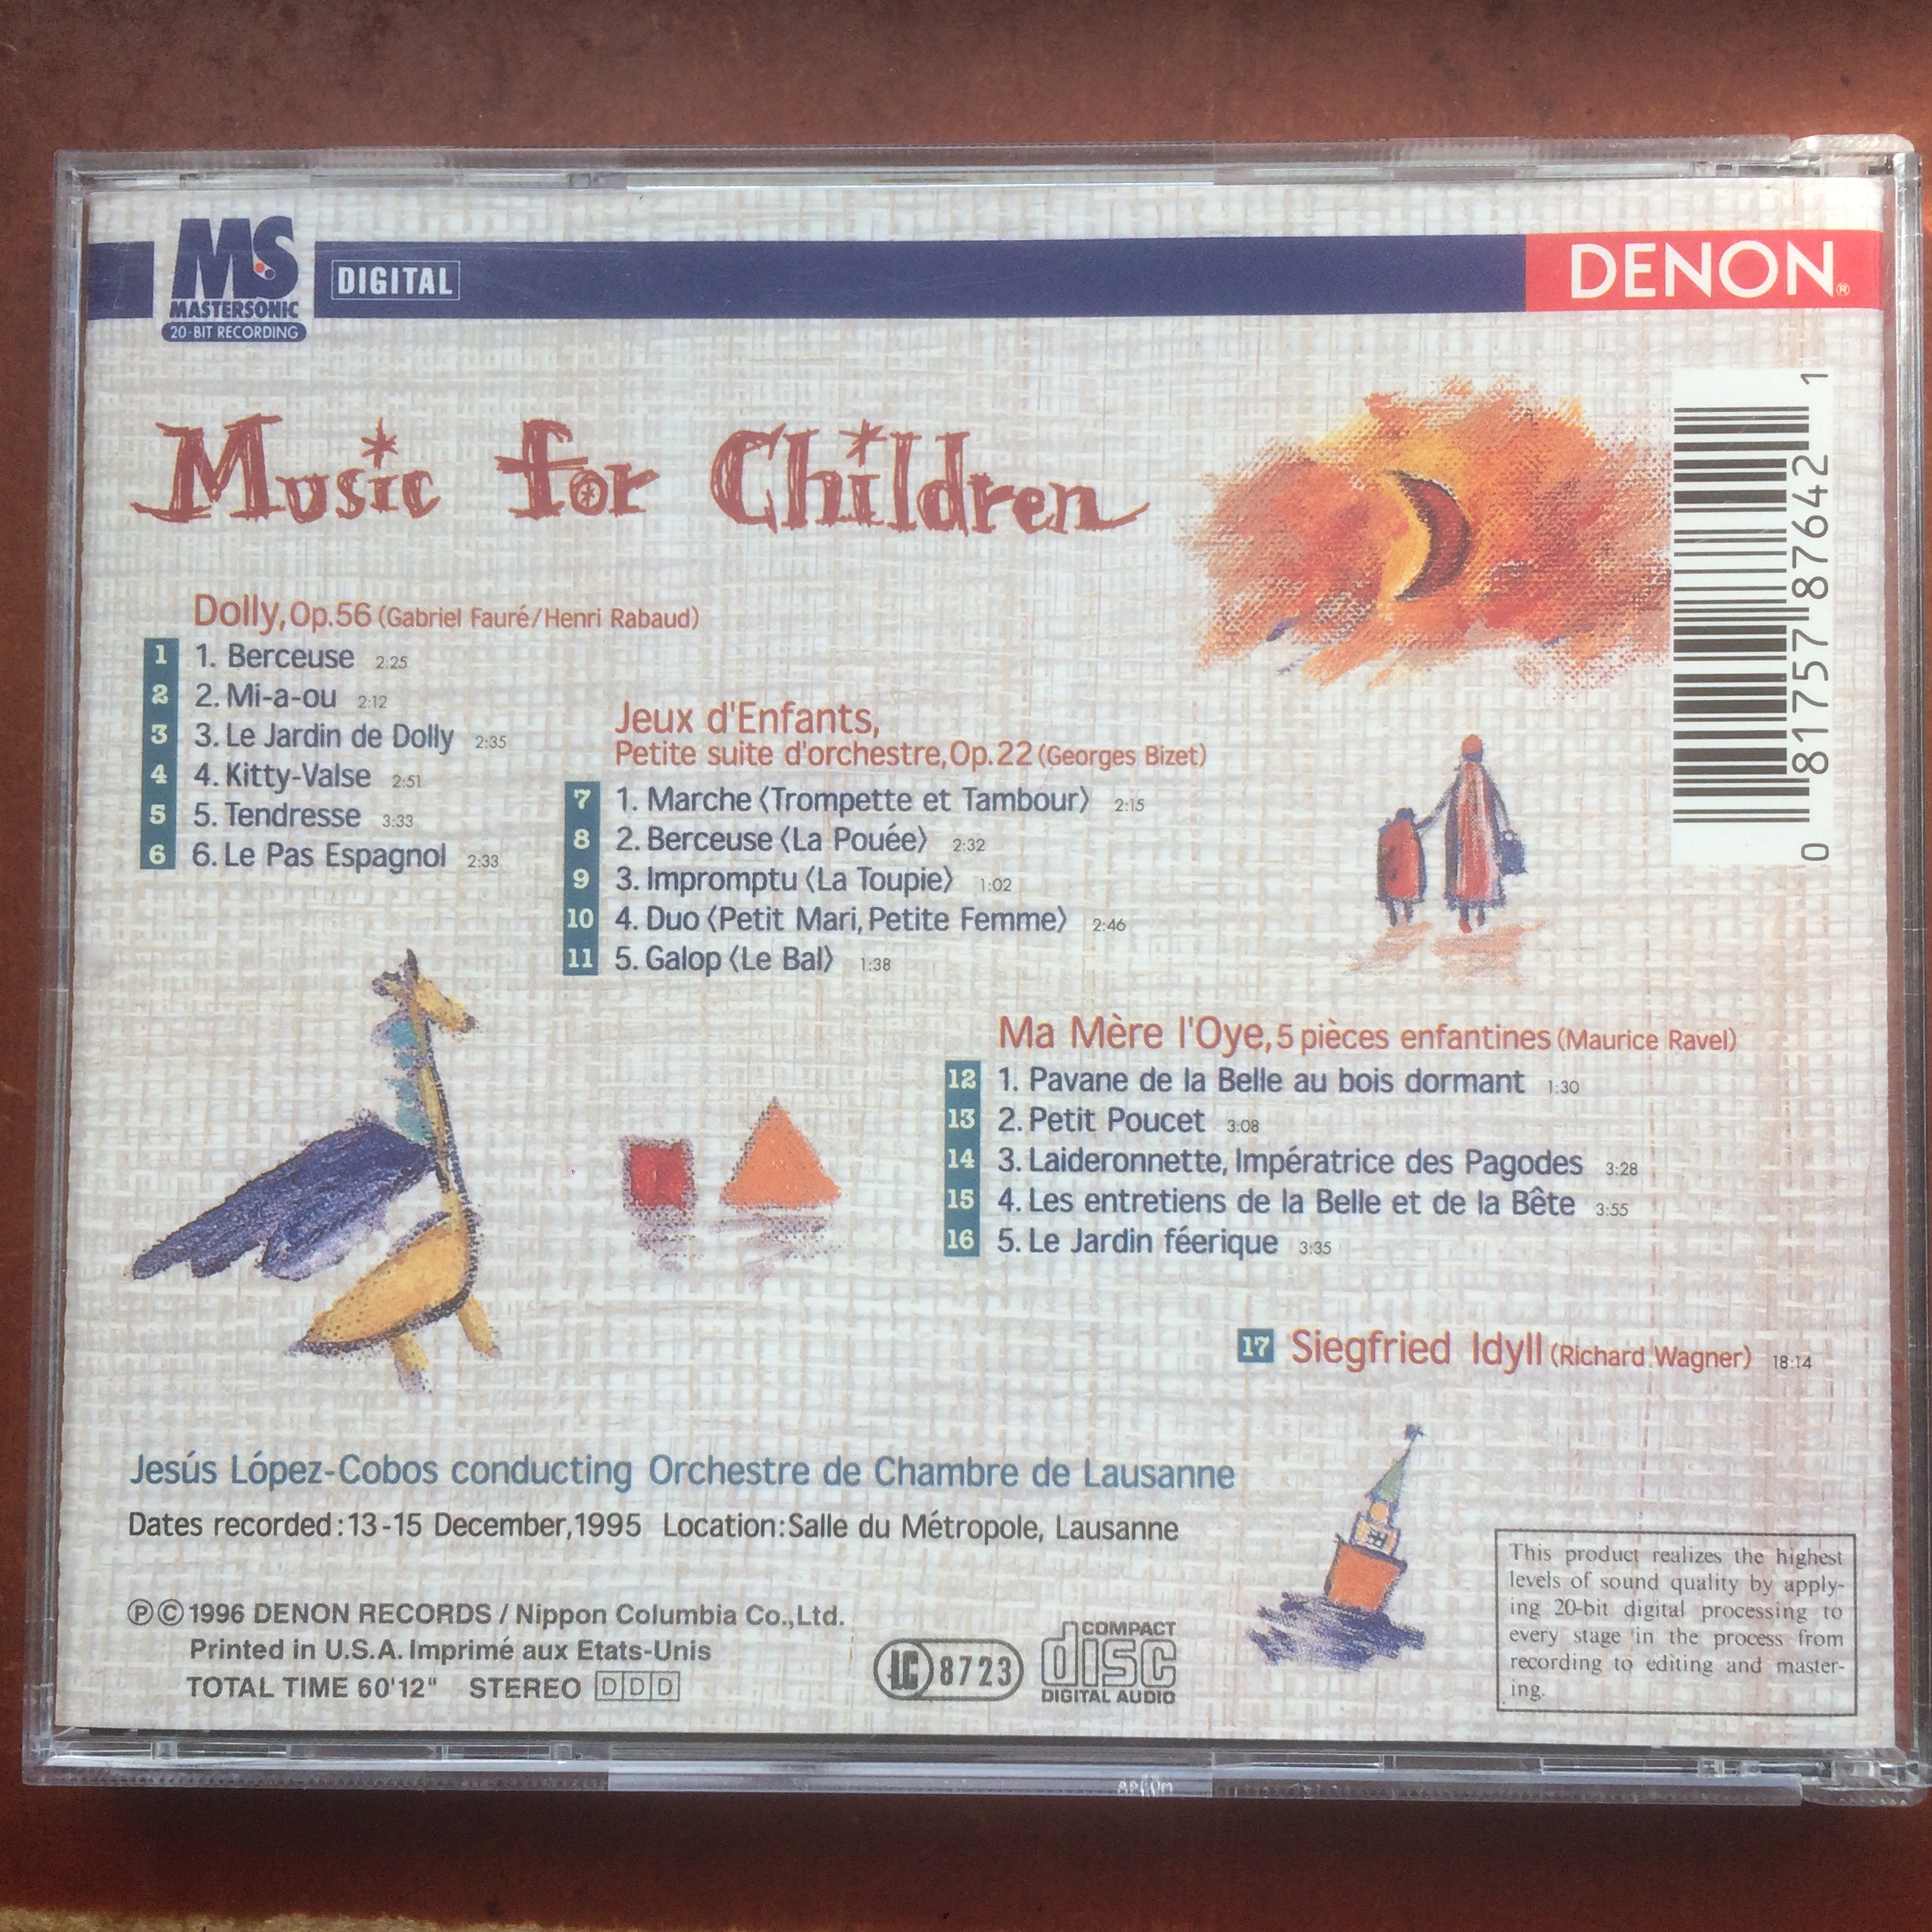 MS
MASTERSONIC
20-BIT RECORDING
DIGITAL
DENON®
Music for Children
Dolly, Op.56 (Gabriel Fauré/Henri Rabaud)
1 1. Berceuse 2:25
2 2. Mi-a-ou 2:12
3 3. Le Jardin de Dolly 2:35
4 4. Kitty-Valse 2:51
5 5. Tendresse 3:33
6 6. Le Pas Espagnol 2:33
Jeux d'Enfants,
Petite suite d'orchestre, Op.22 (Georges Bizet)
7 1. Marche ⟨Trompette et Tambour⟩ 2:15
8 2. Berceuse ⟨La Pouée⟩ 2:32
9 3. Impromptu ⟨La Toupie⟩ 1:02
10 4. Duo ⟨Petit Mari, Petite Femme⟩ 2:46
11 5. Galop ⟨Le Bal⟩ 1:38
Ma Mère l'Oye, 5 pièces enfantines (Maurice Ravel)
12 1. Pavane de la Belle au bois dormant 1:30
13 2. Petit Poucet 3:08
14 3. Laideronnette, Impératrice des Pagodes 3:28
15 4. Les entretiens de la Belle et de la Bête 3:55
16 5. Le Jardin féerique 3:35
17 Siegfried Idyll (Richard Wagner) 18:14
0 81757 87642 1
Jesús López-Cobos conducting Orchestre de Chambre de Lausanne
Dates recorded: 13-15 December, 1995 Location: Salle du Métropole, Lausanne
℗© 1996 DENON RECORDS / Nippon Columbia Co., Ltd.
Printed in U.S.A. Imprimé aux Etats-Unis
TOTAL TIME 60'12" STEREO DDD
LC 8723
COMPACT
disc
DIGITAL AUDIO
This product realizes the highest
levels of sound quality by apply-
ing 20-bit digital processing to
every stage in the process from
recording to editing and master-
ing.